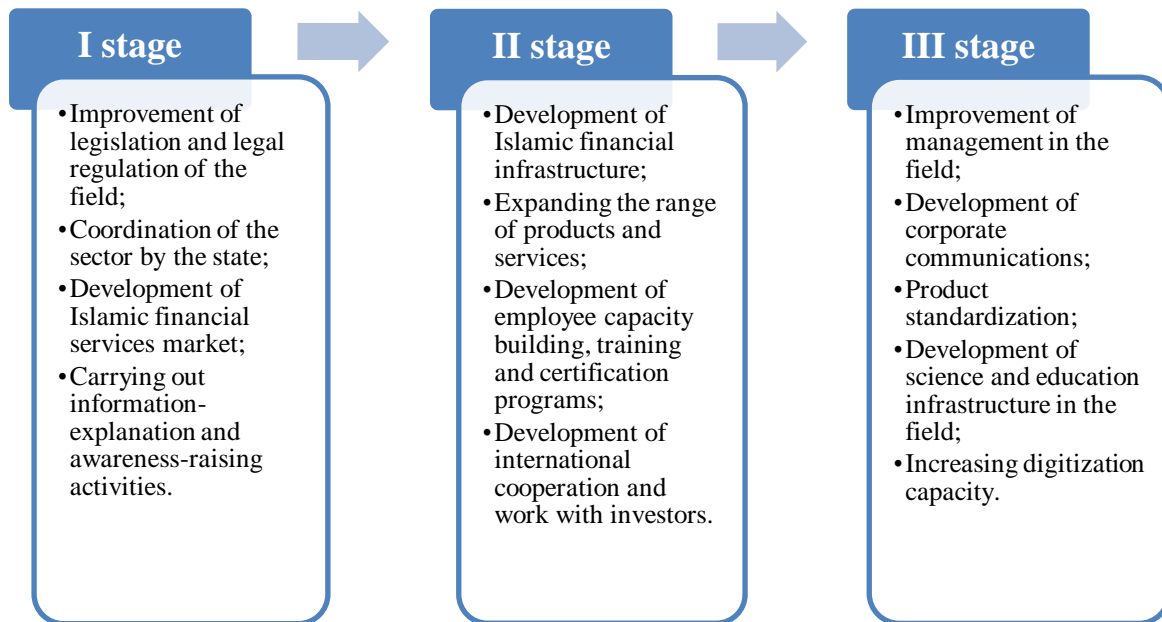 I stage
•Improvement of
legislation and legal
regulation of the
field;
•Coordination of the
sector by the state;
•Development of
Islamic financial
services market;
•Carrying out
information-
explanation and
awareness-raising
activities.
II stage
•Development of
Islamic financial
infrastructure;
•Expanding the range
of products and
services;
•Development of
employee capacity
building, training
and certification
programs;
•Development of
international
cooperation and
work with investors.
III stage
•Improvement of
management in the
field;
•Development of
corporate
communications;
•Product
standardization;
•Development of
science and education
infrastructure in the
field;
•Increasing digitization
capacity.